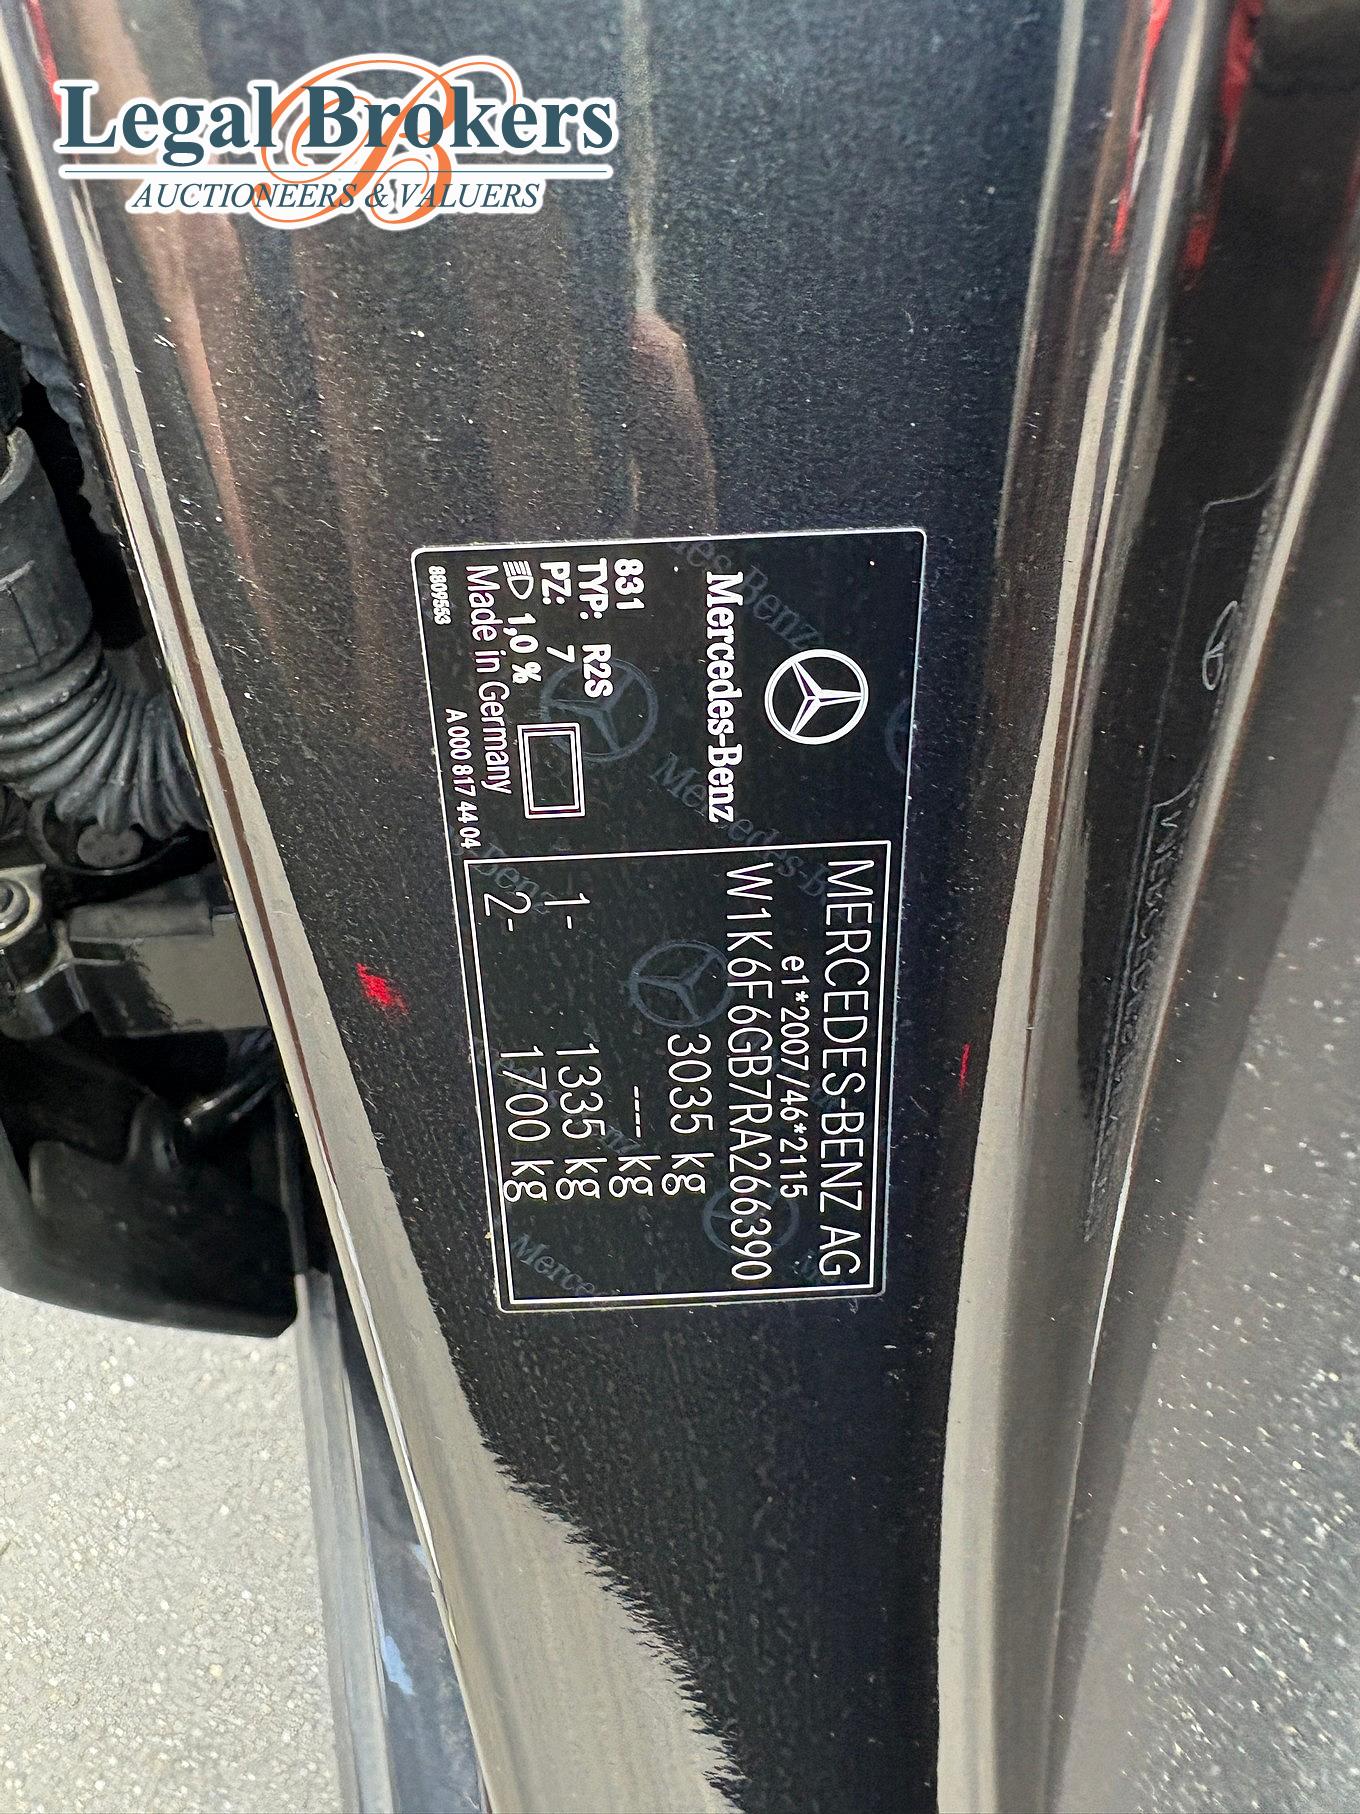 Legal Brokers
AUCTIONEERS & VALUERS
Mercedes-Benz
831
TYP: R2S
PZ: 7
1,0 %
Made in Germany
8809553
A 000 817 44 04
MERCEDES-BENZ AG
e1*2007/46*2115
W1K6F6GB7RA266390
3035 kg
---- kg
1- 1335 kg
2- 1700 kg